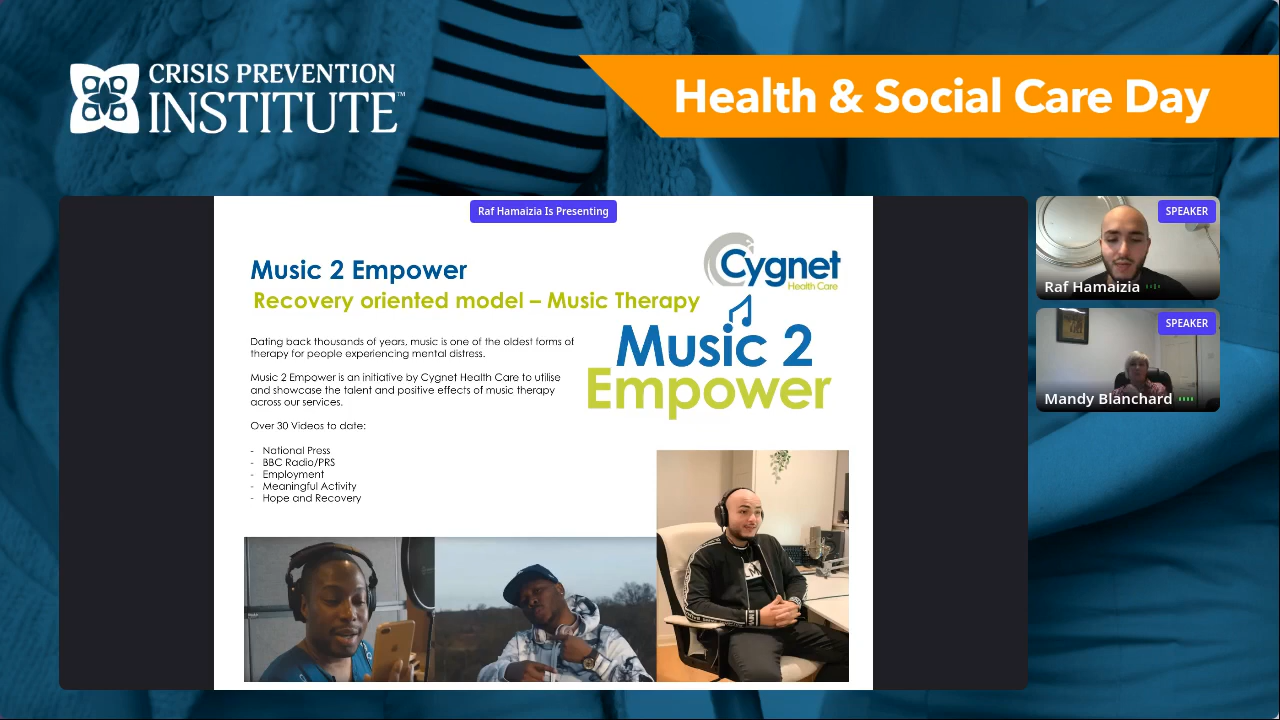 CRISIS PREVENTION
INSTITUTE™
Health & Social Care Day
Raf Hamaizia Is Presenting
Cygnet
Health Care
Music 2 Empower
Recovery oriented model – Music Therapy
Music 2
Empower
Dating back thousands of years, music is one of the oldest forms of
therapy for people experiencing mental distress.
Music 2 Empower is an initiative by Cygnet Health Care to utilise
and showcase the talent and positive effects of music therapy
across our services.
Over 30 Videos to date:
- National Press
- BBC Radio/PRS
- Employment
- Meaningful Activity
- Hope and Recovery
SPEAKER
Raf Hamaizia
SPEAKER
Mandy Blanchard